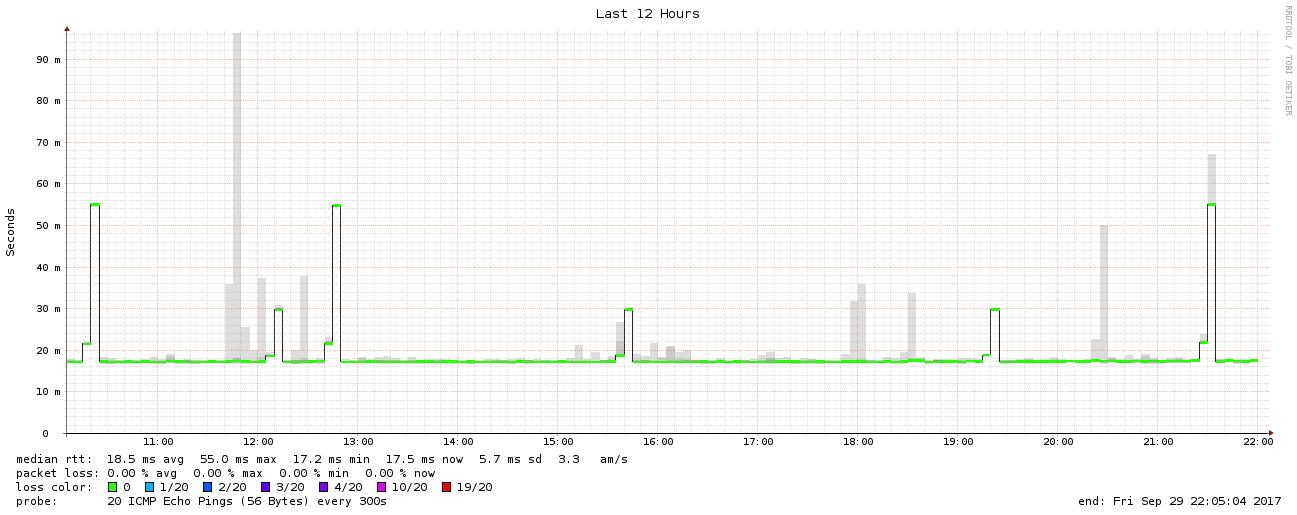 Last 12 Hours
RRDTOOL / TOBI OETIKER
Seconds
90 m
80 m
70 m
60 m
50 m
40 m
30 m
20 m
10 m
0
11:00 12:00 13:00 14:00 15:00 16:00 17:00 18:00 19:00 20:00 21:00 22:00
median rtt: 18.5 ms avg 55.0 ms max 17.2 ms min 17.5 ms now 5.7 ms sd 3.3 am/s
packet loss: 0.00 % avg 0.00 % max 0.00 % min 0.00 % now
loss color: 0 1/20 2/20 3/20 4/20 10/20 19/20
probe: 20 ICMP Echo Pings (56 Bytes) every 300s end: Fri Sep 29 22:05:04 2017